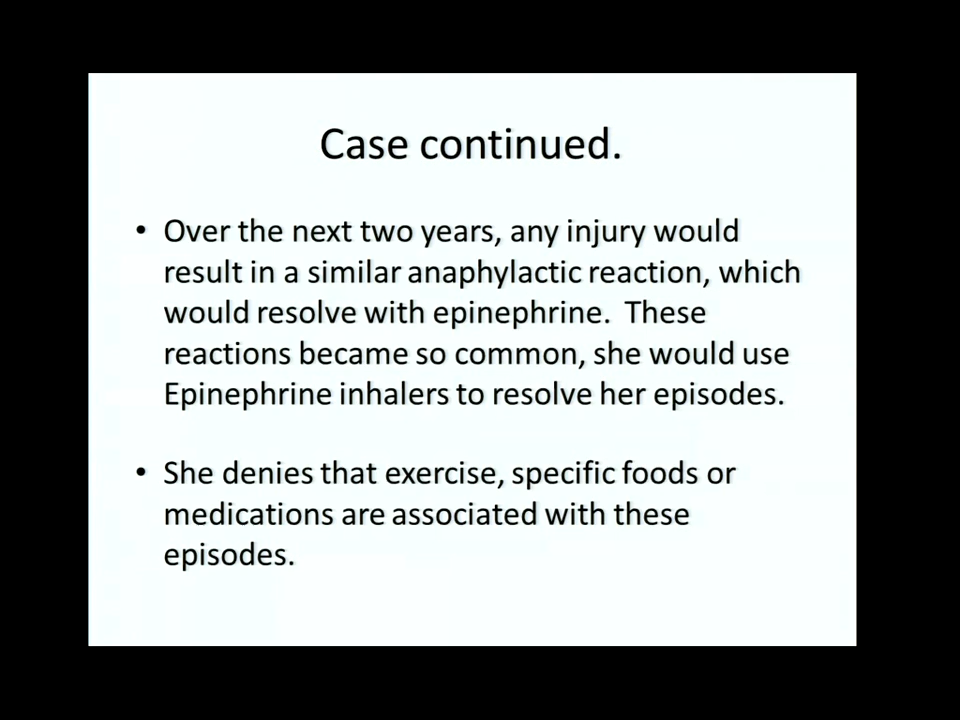 Case continued.
• Over the next two years, any injury would
result in a similar anaphylactic reaction, which
would resolve with epinephrine.  These
reactions became so common, she would use
Epinephrine inhalers to resolve her episodes.
• She denies that exercise, specific foods or
medications are associated with these
episodes.